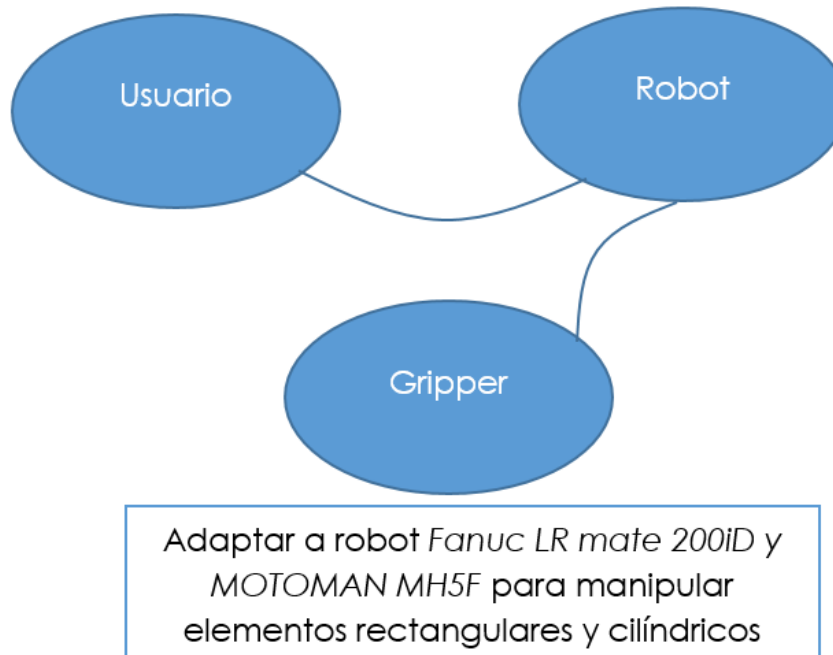 Usuario
Robot
Gripper
Adaptar a robot Fanuc LR mate 200iD y
MOTOMAN MH5F para manipular
elementos rectangulares y cilíndricos